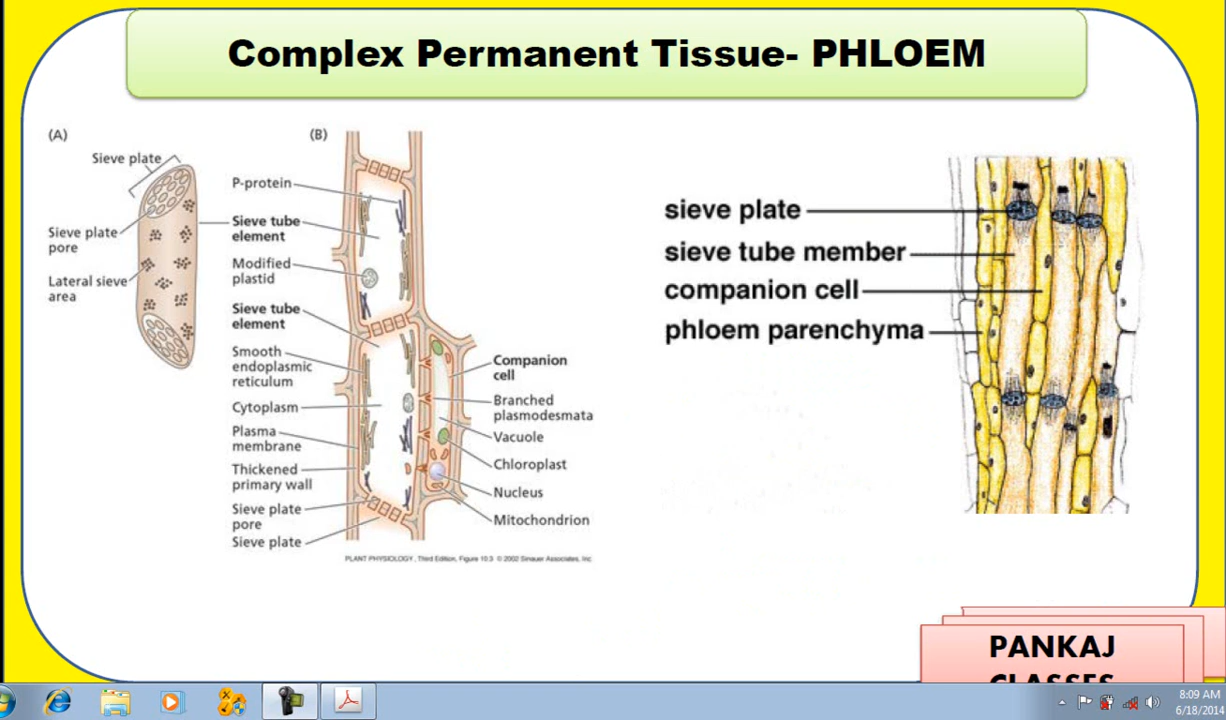 Complex Permanent Tissue- PHLOEM
(A)
Sieve plate
Sieve plate
pore
Lateral sieve
area
(B)
P-protein
Sieve tube
element
Modified
plastid
Sieve tube
element
Smooth
endoplasmic
reticulum
Cytoplasm
Plasma
membrane
Thickened
primary wall
Sieve plate
pore
Sieve plate
Companion
cell
Branched
plasmodesmata
Vacuole
Chloroplast
Nucleus
Mitochondrion
PLANT PHYSIOLOGY, Third Edition, Figure 10.3 © 2002 Sinauer Associates, Inc.
sieve plate
sieve tube member
companion cell
phloem parenchyma
PANKAJ
CLASSES
8:09 AM
6/18/2014